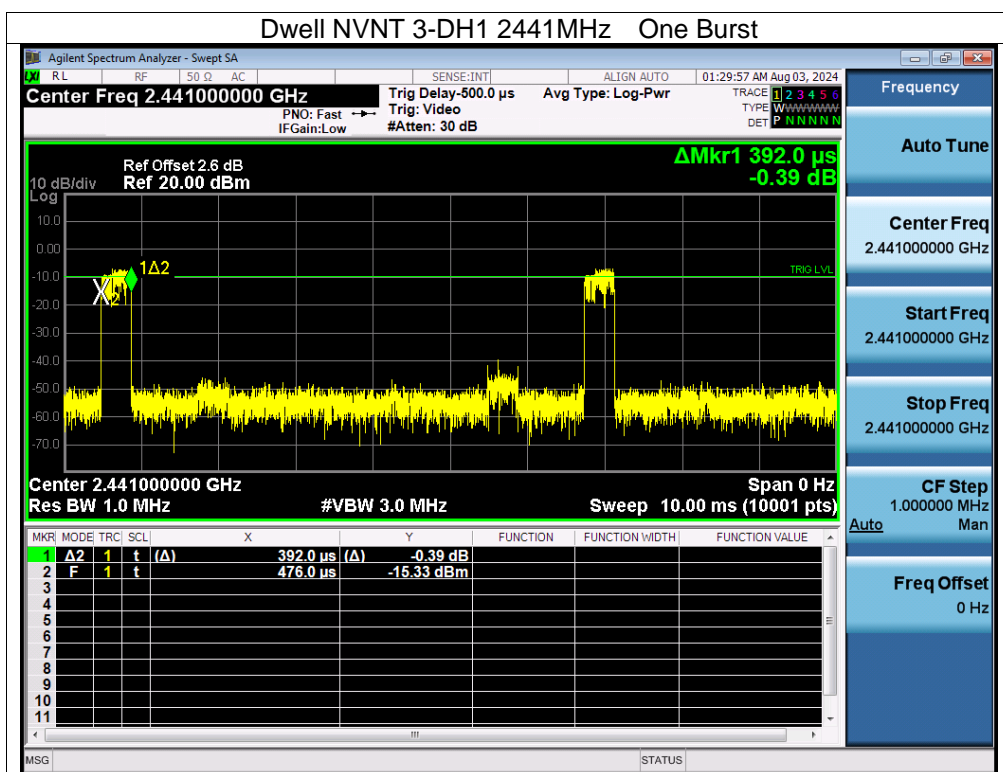 Dwell NVNT 3-DH1 2441MHz One Burst
Agilent Spectrum Analyzer - Swept SA
LXI RL RF 50 Ω AC SENSE:INT ALIGN AUTO 01:29:57 AM Aug 03, 2024
Center Freq 2.441000000 GHz Trig Delay-500.0 µs Avg Type: Log-Pwr TRACE 1 2 3 4 5 6
PNO: Fast Trig: Video TYPE WWWWWWW
IFGain:Low #Atten: 30 dB DET P N N N N N
Frequency
Auto Tune
Center Freq
2.441000000 GHz
Start Freq
2.441000000 GHz
Stop Freq
2.441000000 GHz
CF Step
1.000000 MHz
Auto Man
Freq Offset
0 Hz
ΔMkr1 392.0 µs
-0.39 dB
Ref Offset 2.6 dB
10 dB/div Ref 20.00 dBm
Log
10.0
0.00
-10.0
-20.0
-30.0
-40.0
-50.0
-60.0
-70.0
1Δ2
X2
TRIG LVL
Center 2.441000000 GHz Span 0 Hz
Res BW 1.0 MHz #VBW 3.0 MHz Sweep 10.00 ms (10001 pts)
MKR MODE TRC SCL X Y FUNCTION FUNCTION WIDTH FUNCTION VALUE
1 Δ2 1 t (Δ) 392.0 µs (Δ) -0.39 dB
2 F 1 t 476.0 µs -15.33 dBm
3
4
5
6
7
8
9
10
11
MSG STATUS